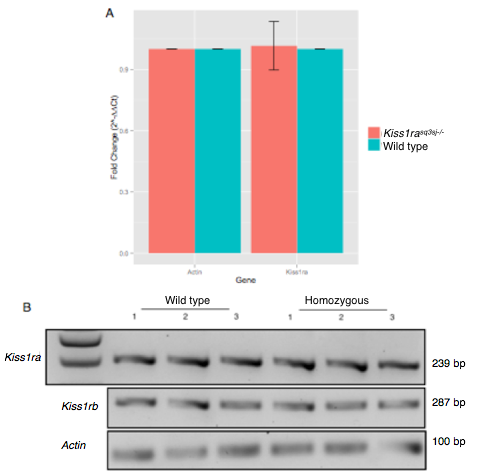 A
Fold Change (2^-ΔΔCt)
0.9
0.6
0.3
0.0
Actin
Kiss1ra
Gene
Kiss1ra^sq3sj-/-
Wild type
B
Wild type
Homozygous
1 2 3 1 2 3
Kiss1ra
239 bp
Kiss1rb
287 bp
Actin
100 bp